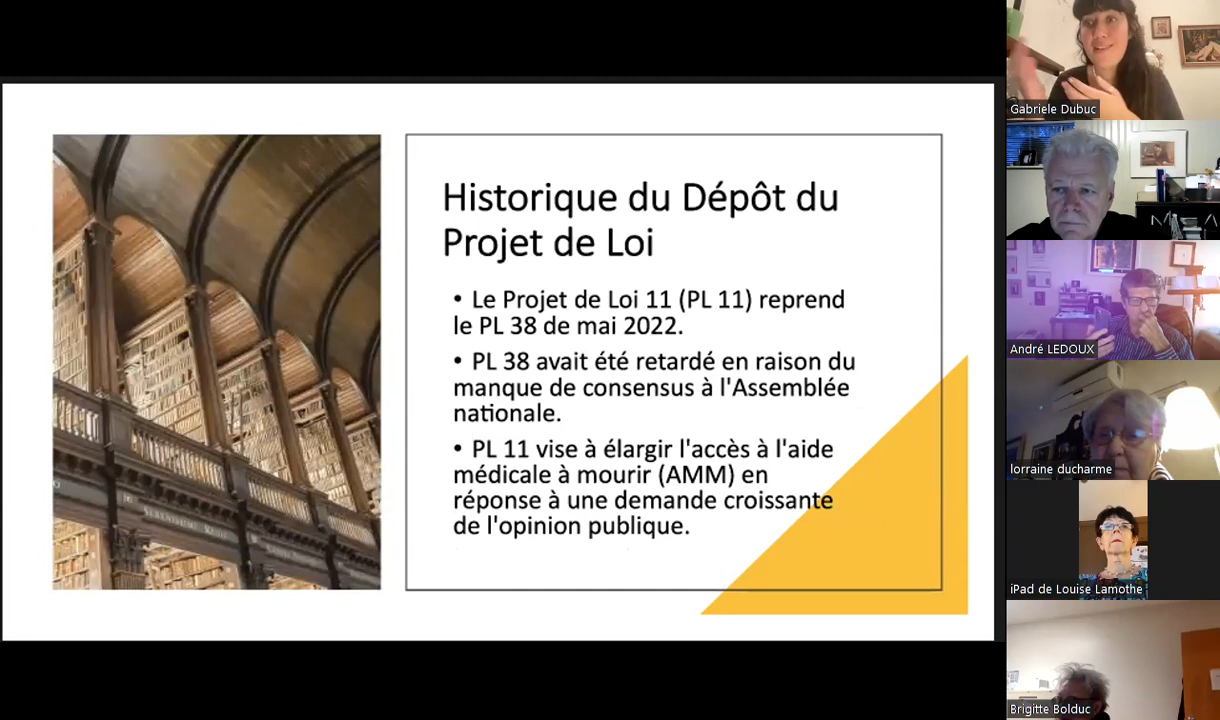 Historique du Dépôt du
Projet de Loi
• Le Projet de Loi 11 (PL 11) reprend
le PL 38 de mai 2022.
• PL 38 avait été retardé en raison du
manque de consensus à l'Assemblée
nationale.
• PL 11 vise à élargir l'accès à l'aide
médicale à mourir (AMM) en
réponse à une demande croissante
de l'opinion publique.
Gabriele Dubuc
André LEDOUX
lorraine ducharme
iPad de Louise Lamothe
Brigitte Bolduc